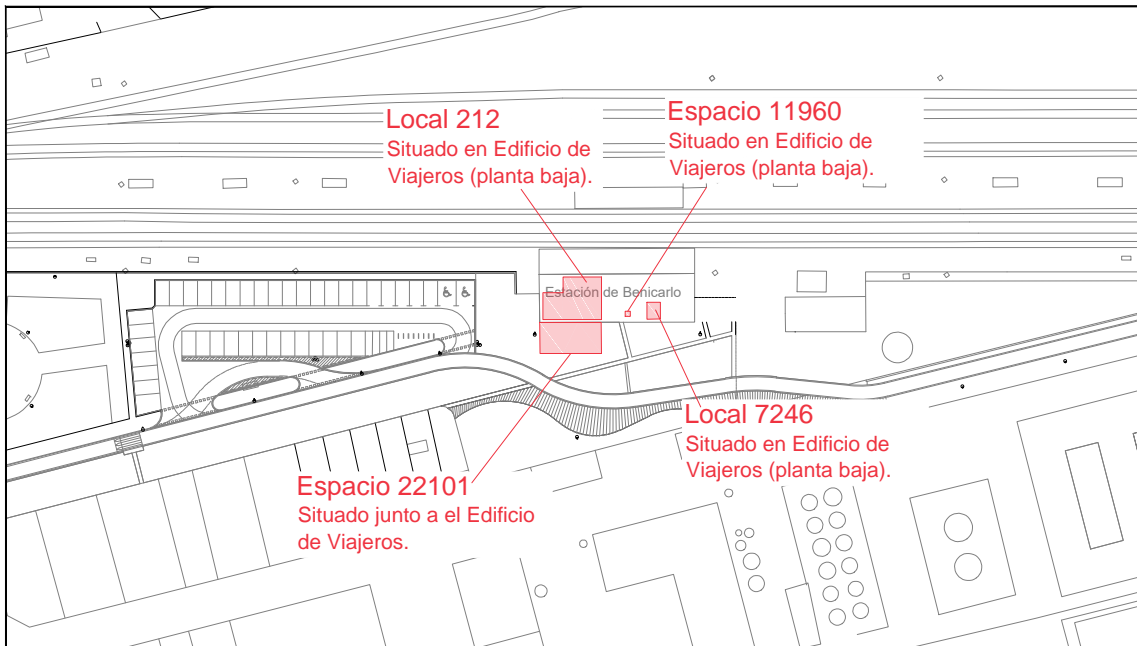 Local 212
Situado en Edificio de
Viajeros (planta baja).
Espacio 11960
Situado en Edificio de
Viajeros (planta baja).
Estación de Benicarlo
Local 7246
Situado en Edificio de
Viajeros (planta baja).
Espacio 22101
Situado junto a el Edificio
de Viajeros.